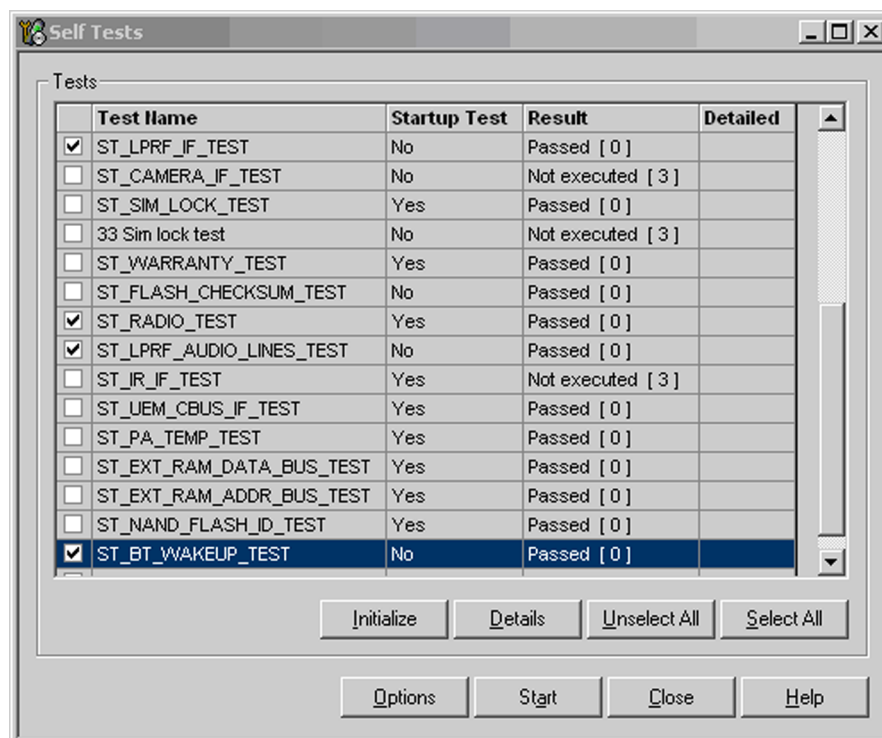 Self Tests
Tests
Test Name Startup Test Result Detailed
ST_LPRF_IF_TEST No Passed [ 0 ]
ST_CAMERA_IF_TEST No Not executed [ 3 ]
ST_SIM_LOCK_TEST Yes Passed [ 0 ]
33 Sim lock test No Not executed [ 3 ]
ST_WARRANTY_TEST Yes Passed [ 0 ]
ST_FLASH_CHECKSUM_TEST No Passed [ 0 ]
ST_RADIO_TEST Yes Passed [ 0 ]
ST_LPRF_AUDIO_LINES_TEST No Passed [ 0 ]
ST_IR_IF_TEST Yes Not executed [ 3 ]
ST_UEM_CBUS_IF_TEST Yes Passed [ 0 ]
ST_PA_TEMP_TEST Yes Passed [ 0 ]
ST_EXT_RAM_DATA_BUS_TEST Yes Passed [ 0 ]
ST_EXT_RAM_ADDR_BUS_TEST Yes Passed [ 0 ]
ST_NAND_FLASH_ID_TEST Yes Passed [ 0 ]
ST_BT_WAKEUP_TEST No Passed [ 0 ]
Initialize Details Unselect All Select All
Options Start Close Help